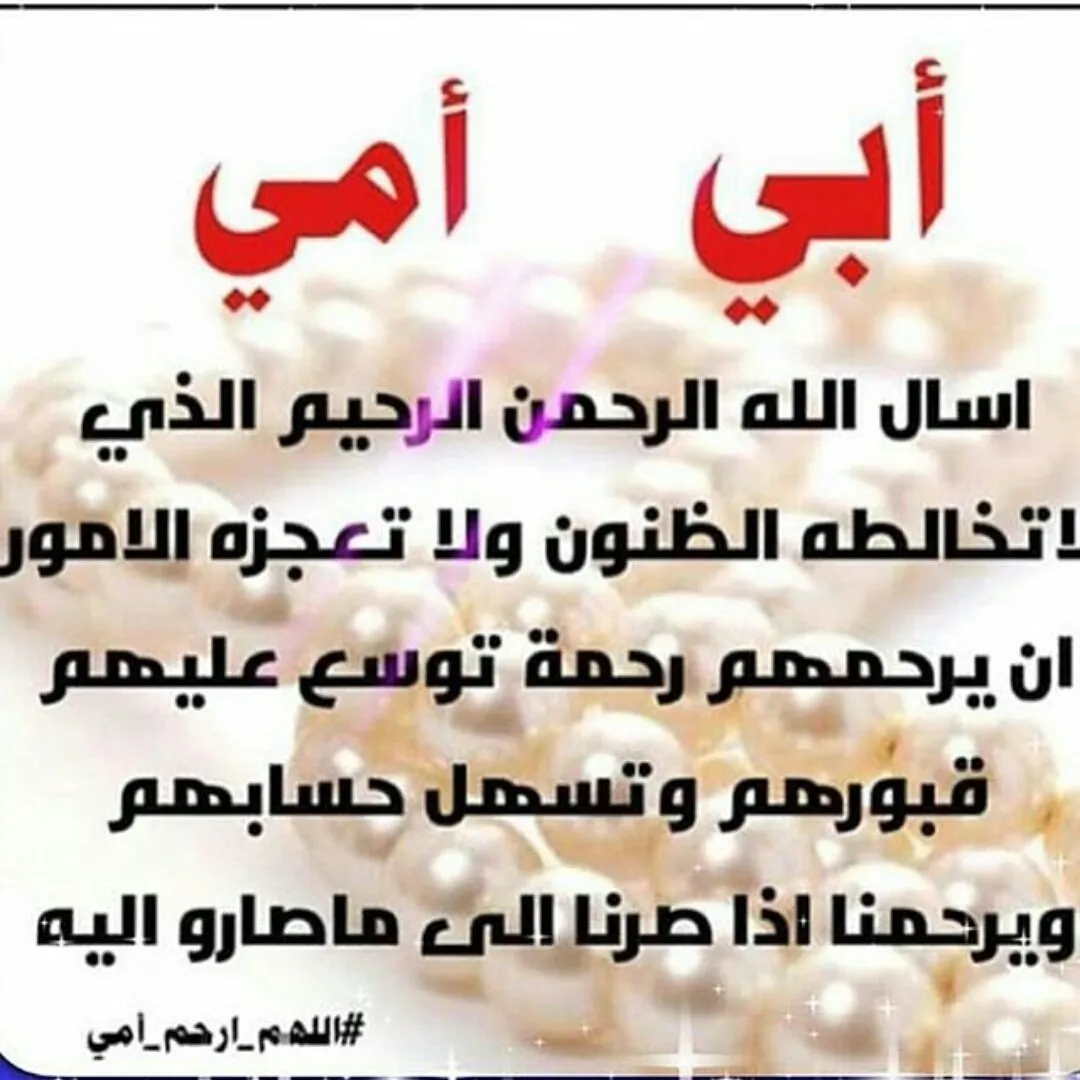 أبي أمي
اسال الله الرحمن الرحيم الذي
لاتخالطه الظنون ولا تعجزه الامور
ان يرحمهم رحمة توسع عليهم
قبورهم وتسهل حسابهم
ويرحمنا اذا صرنا الى ماصارو اليه
#اللهم_ارحم_أمي